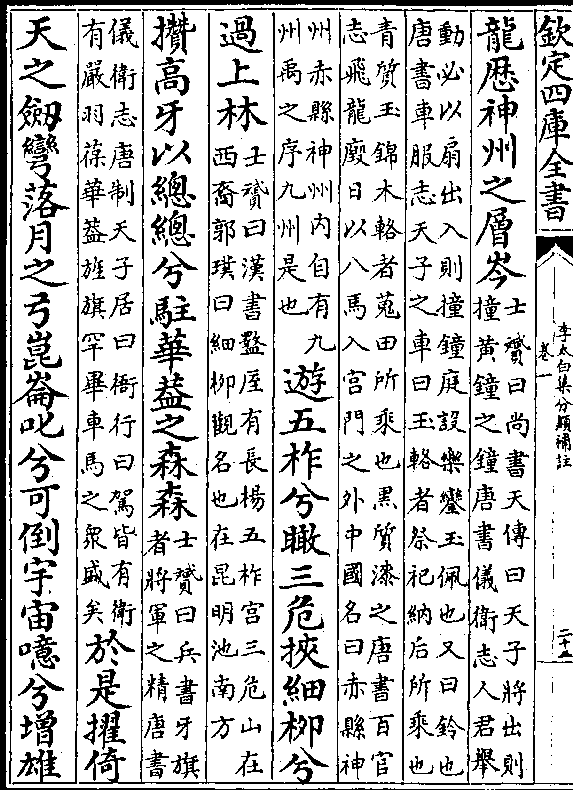 欽定四庫全書
李太白集分類補註
卷一
龍歴神州之層岑
士贇曰尚書天傳曰天子將出則
撞黄鐘之鐘唐書儀衛志人君舉
動必以扇出入則撞鐘庭設樂鑾玉佩也又曰鈴也
唐書車服志天子之車曰玉輅者祭祀納后所乘也
青質玉錦木輅者蒐田所乘也黒質漆之唐書百官
志飛龍廐日以八馬入宫門之外中國名曰赤縣神
州赤縣神州内自有九
州禹之序九州是也
遊五柞兮瞰三危挾細栁兮
過上林
士贇曰漢書盩厔有長楊五柞宫三危山在
西裔郭璞曰細栁觀名也在昆明池南方
攢高牙以總總兮駐華葢之森森
士贇曰兵書牙旗
者將軍之精唐書
儀衛志唐制天子居曰衙行曰駕皆有衛
有嚴羽葆華葢旌旗罕畢車馬之衆盛矣
於是擢倚
天之劒彎落月之弓崑崙叱兮可倒宇宙噫兮增雄